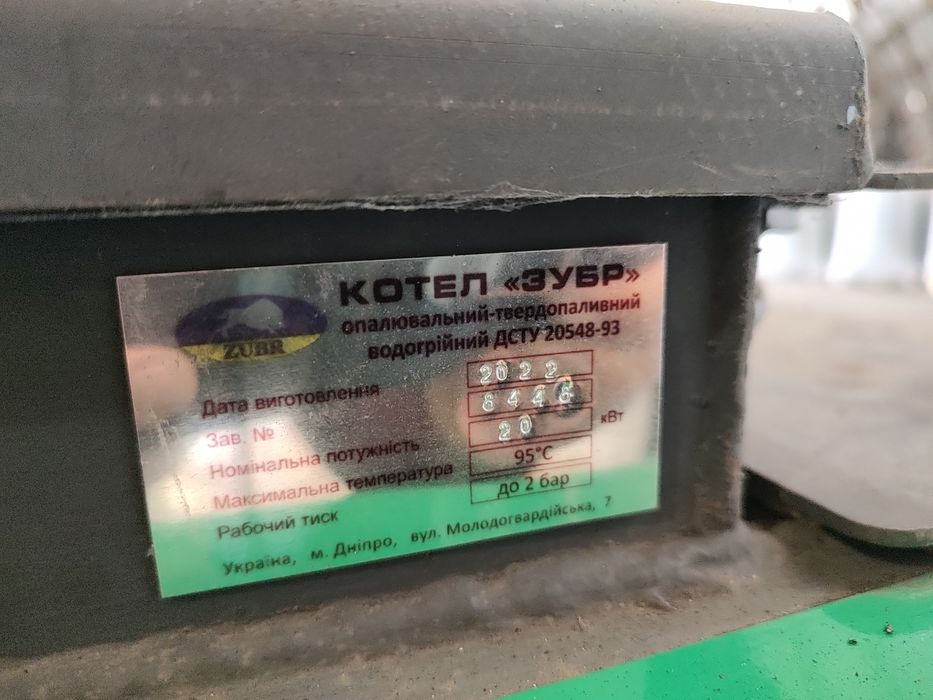 КОТЕЛ «ЗУБР»
опалювальний-твердопаливний
водогрійний ДСТУ 20548-93
ZUBR
Дата виготовлення 2022
Зав. № 8446
Номінальна потужність 20 кВт
Максимальна температура 95°С
Рабочий тиск до 2 бар
Україна, м. Дніпро, вул. Молодогвардійська, 7